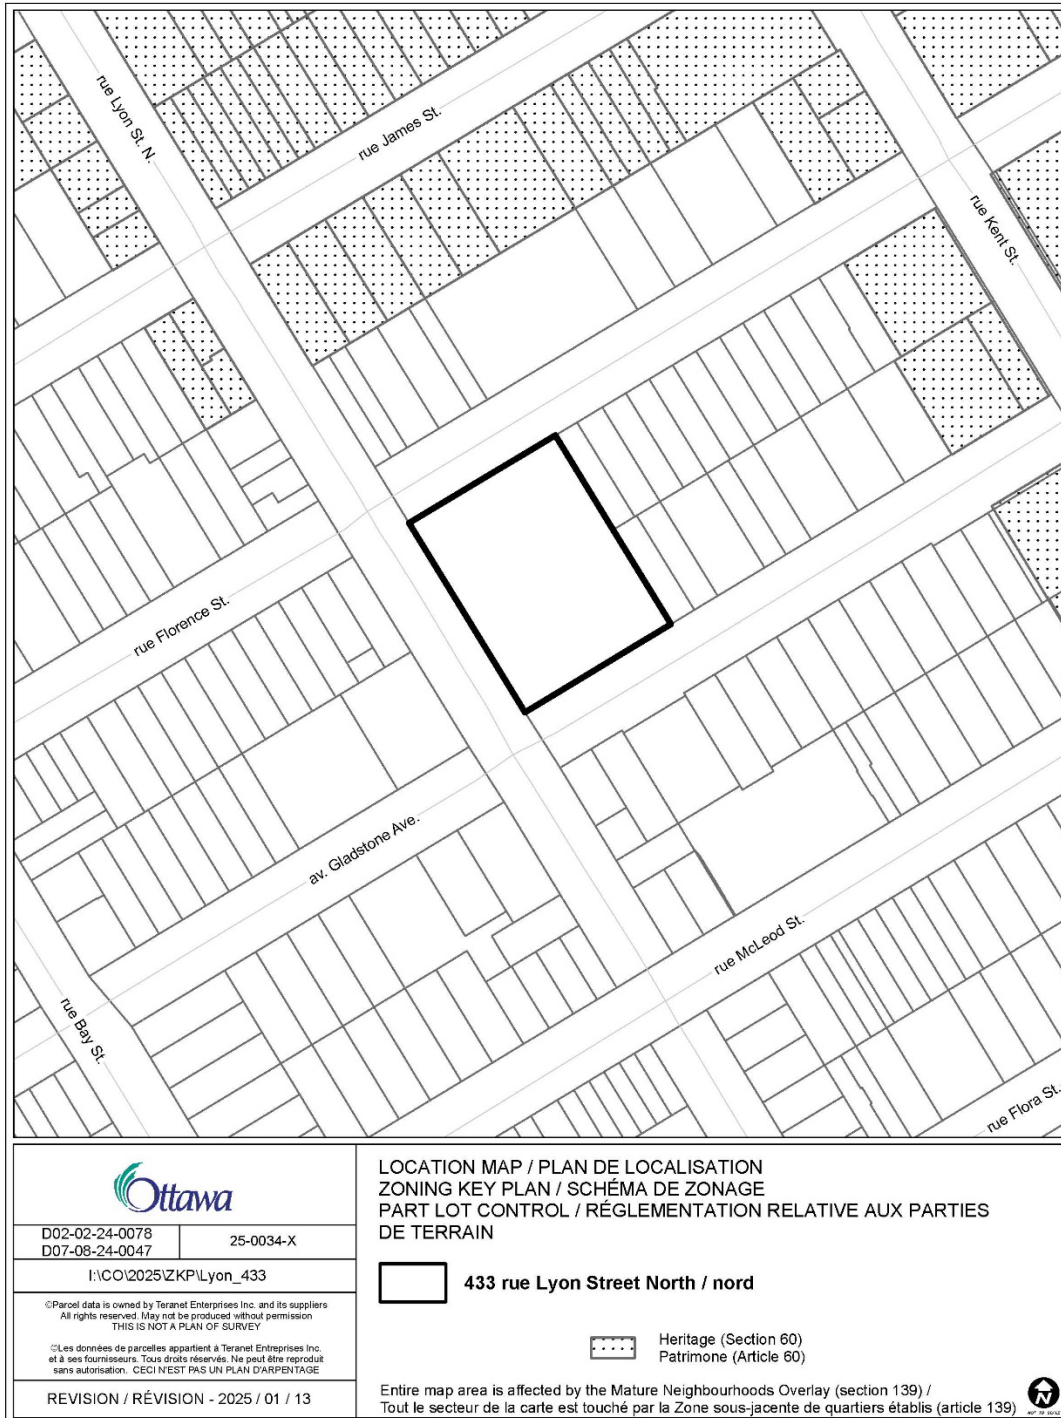 rue Lyon St. N.
rue James St.
rue Kent St.
rue Florence St.
av. Gladstone Ave.
rue McLeod St.
rue Bay St.
rue Flora St.
Ottawa
D02-02-24-0078
D07-08-24-0047
25-0034-X
I:\CO\2025\ZKP\Lyon_433
©Parcel data is owned by Teranet Enterprises Inc. and its suppliers
All rights reserved. May not be produced without permission
THIS IS NOT A PLAN OF SURVEY
©Les données de parcelles appartient à Teranet Entreprises Inc.
et à ses fournisseurs. Tous droits réservés. Ne peut être reproduit
sans autorisation. CECI N'EST PAS UN PLAN D'ARPENTAGE
REVISION / RÉVISION - 2025 / 01 / 13
LOCATION MAP / PLAN DE LOCALISATION
ZONING KEY PLAN / SCHÉMA DE ZONAGE
PART LOT CONTROL / RÉGLEMENTATION RELATIVE AUX PARTIES
DE TERRAIN
433 rue Lyon Street North / nord
Heritage (Section 60)
Patrimone (Article 60)
Entire map area is affected by the Mature Neighbourhoods Overlay (section 139) /
Tout le secteur de la carte est touché par la Zone sous-jacente de quartiers établis (article 139)
N
NOT TO SCALE